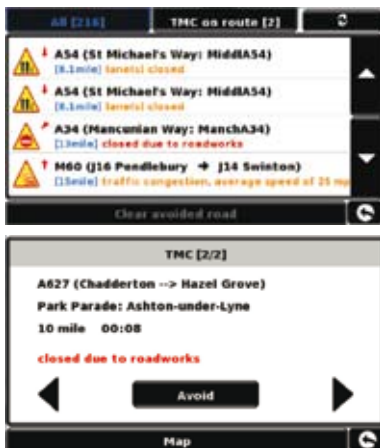 All [216]
TMC on route [2]
A54 (St Michael's Way: MiddlA54)
[8.1mile] lane(s) closed
A54 (St Michael's Way: MiddlA54)
[8.1mile] lane(s) closed
A34 (Mancunian Way: ManchA34)
[13mile] closed due to roadworks
M60 (J16 Pendlebury → J14 Swinton)
[15mile] traffic congestion, average speed of 25 mp
Clear avoided road
TMC [2/2]
A627 (Chadderton --> Hazel Grove)
Park Parade: Ashton-under-Lyne
10 mile 00:08
closed due to roadworks
Avoid
Map